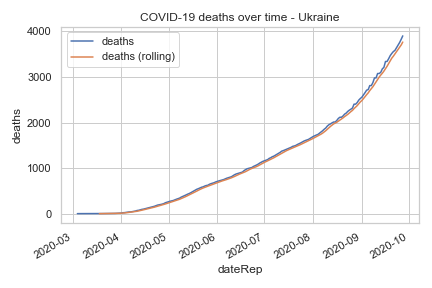 COVID-19 deaths over time - Ukraine
deaths
deaths (rolling)
4000
3000
2000
1000
0
deaths
2020-03
2020-04
2020-05
2020-06
2020-07
2020-08
2020-09
2020-10
dateRep